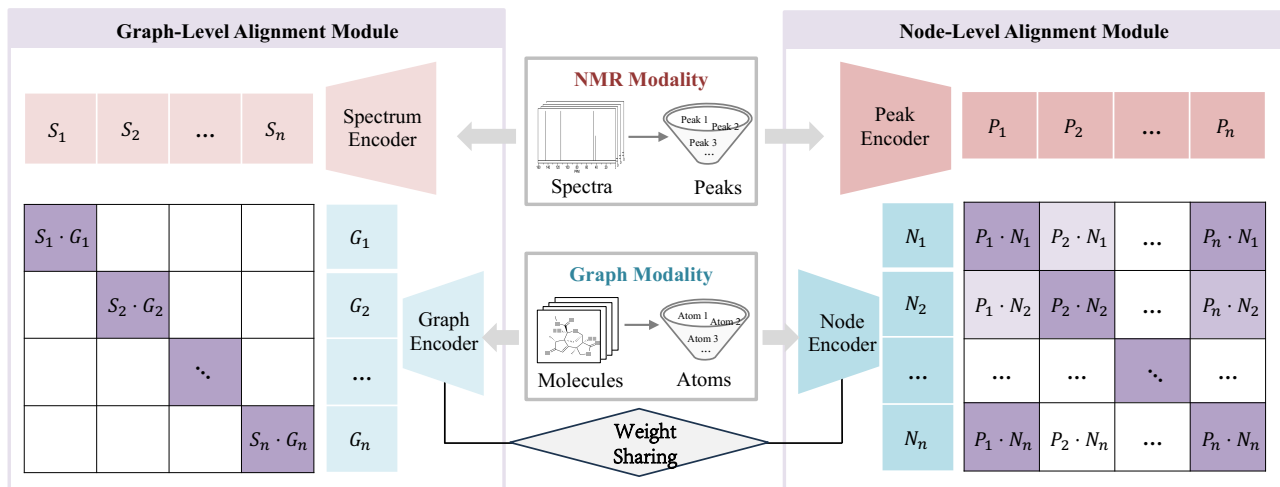 Graph-Level Alignment Module
S₁ S₂ ... Sₙ
Spectrum
Encoder
S₁ · G₁
S₂ · G₂
⋱
Sₙ · Gₙ
G₁
G₂
...
Gₙ
Graph
Encoder
NMR Modality
Peak 1
Peak 2
Peak 3
...
PPM
Spectra
Peaks
Graph Modality
Atom 1
Atom 2
Atom 3
...
Molecules
Atoms
Weight
Sharing
Node-Level Alignment Module
Peak
Encoder
P₁ P₂ ... Pₙ
Node
Encoder
N₁
N₂
...
Nₙ
P₁ · N₁ P₂ · N₁ ... Pₙ · N₁
P₁ · N₂ P₂ · N₂ ... Pₙ · N₂
... ... ⋱ ...
P₁ · Nₙ P₂ · Nₙ ... Pₙ · Nₙ